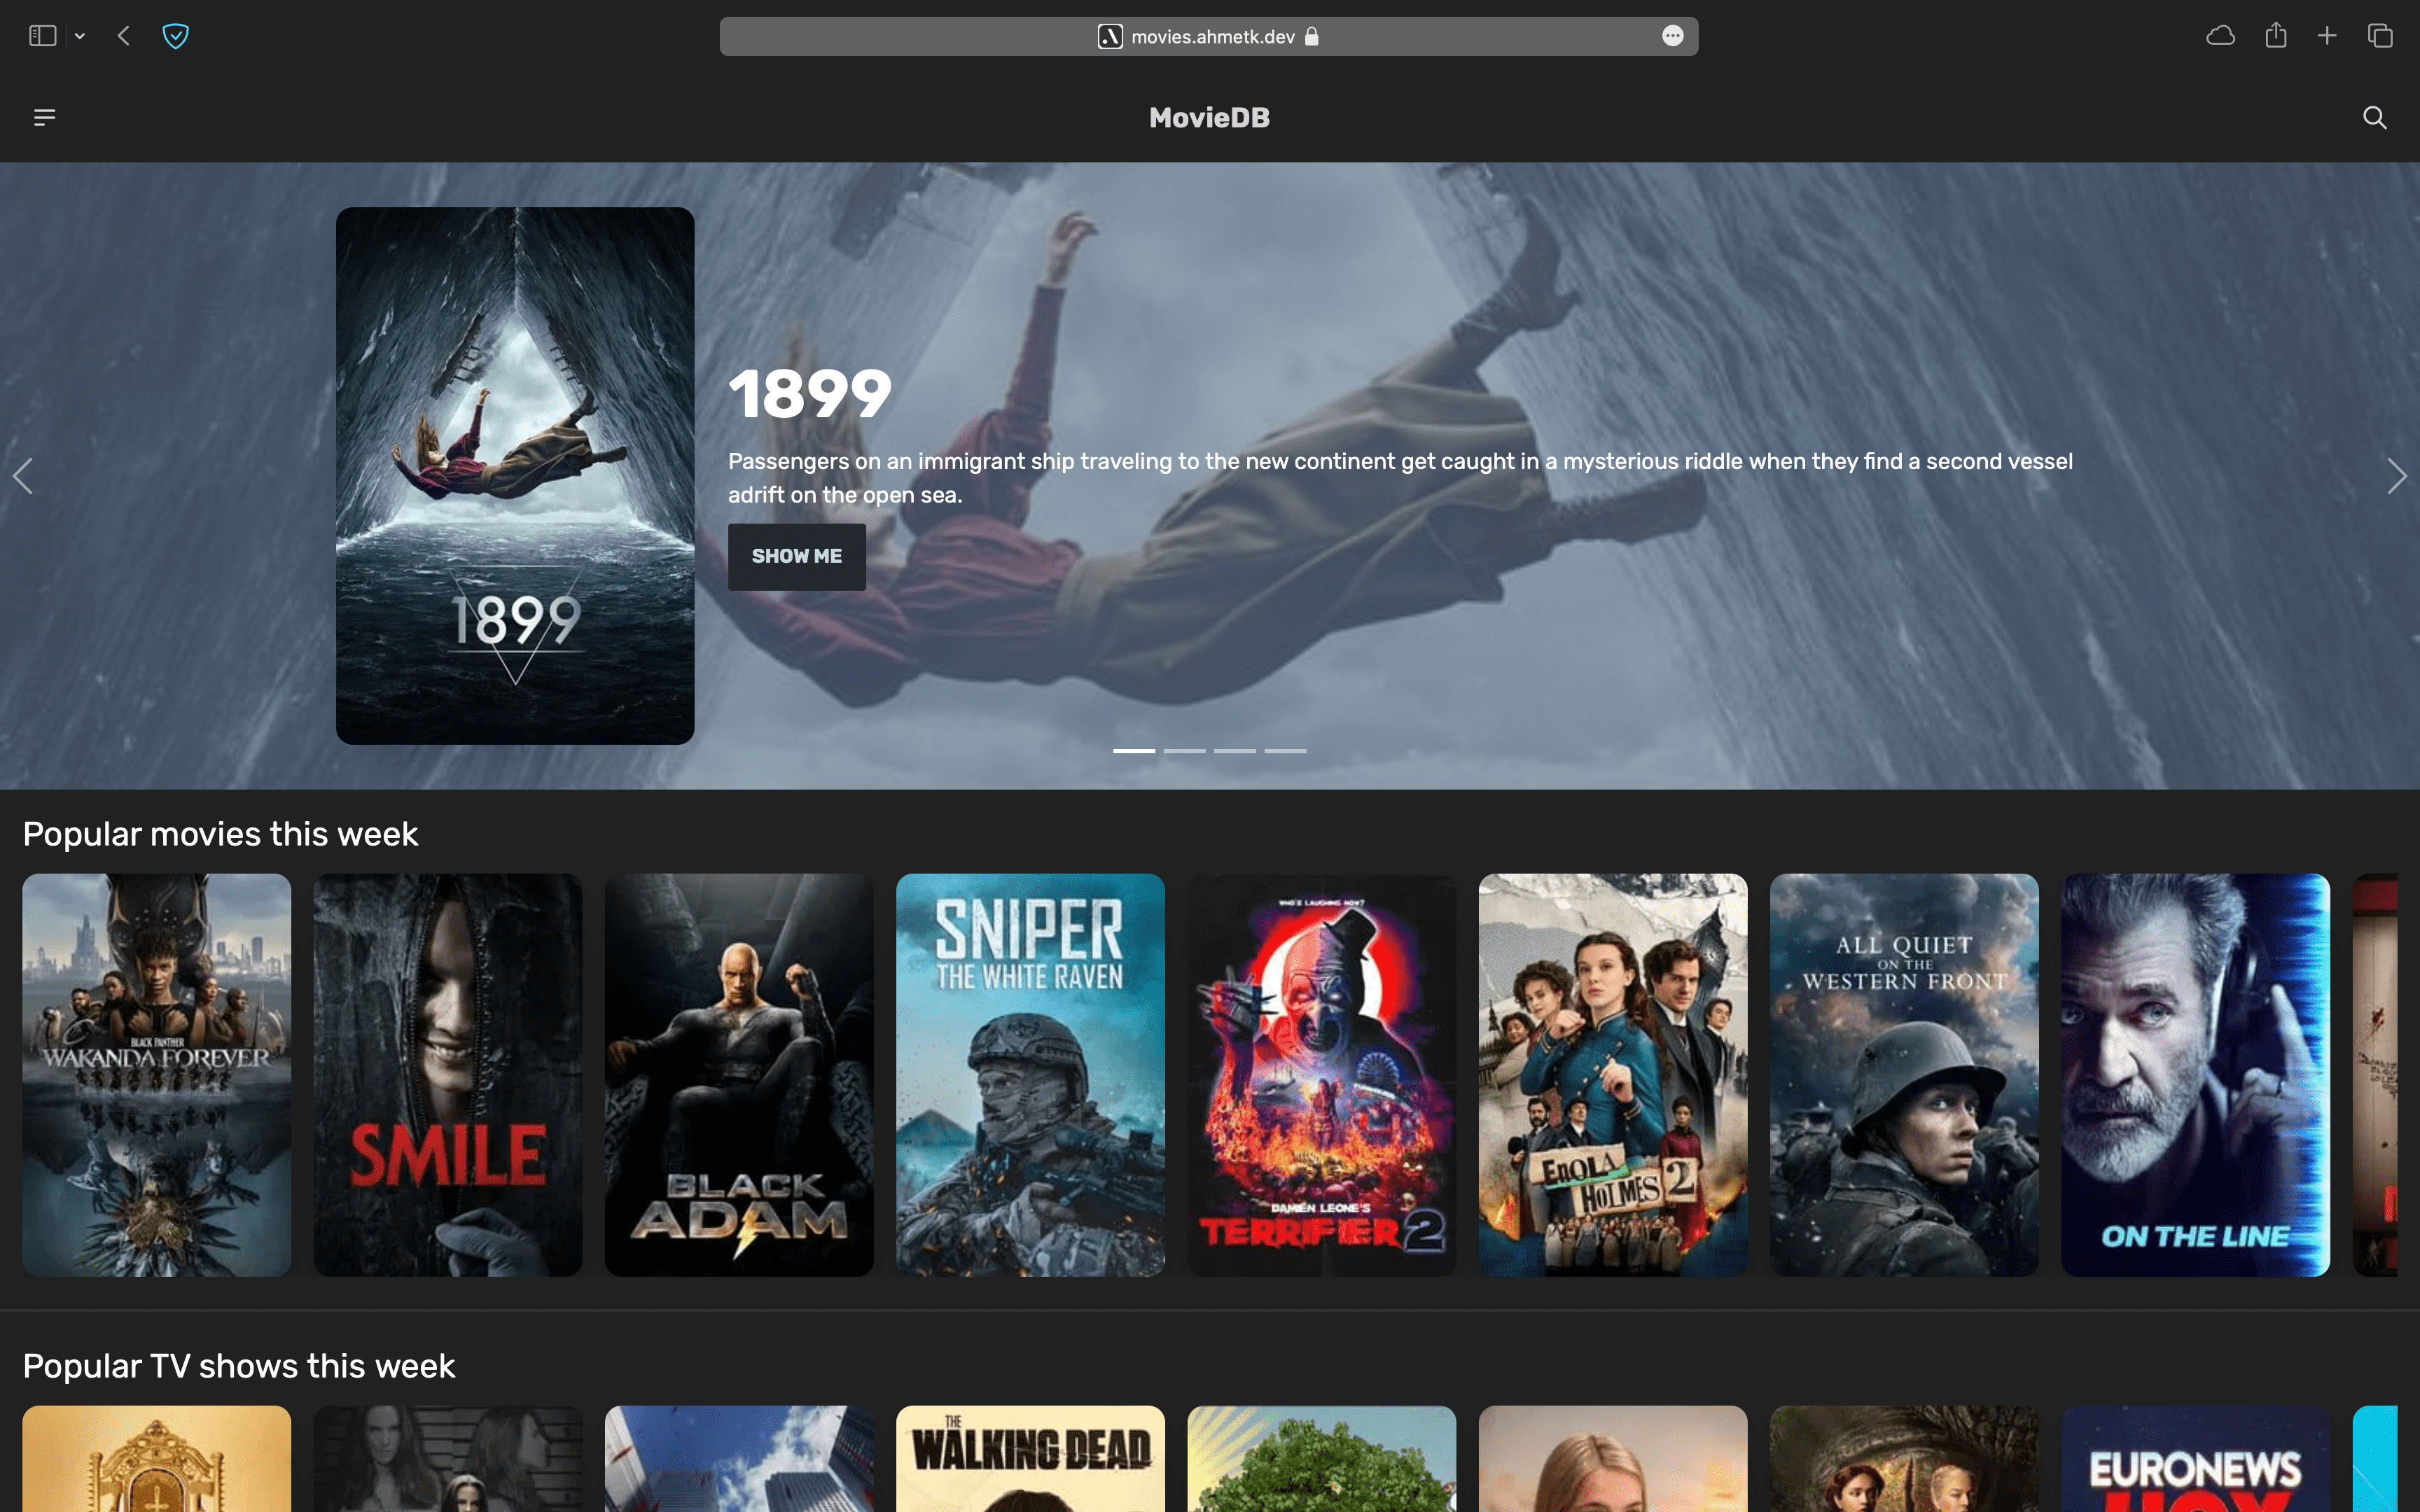 movies.ahmetk.dev
MovieDB
1899
Passengers on an immigrant ship traveling to the new continent get caught in a mysterious riddle when they find a second vessel
adrift on the open sea.
SHOW ME
1899
Popular movies this week
BLACK PANTHER
WAKANDA FOREVER
SMILE
BLACK
ADAM
SNIPER
THE WHITE RAVEN
WHO'S LAUGHING NOW?
DAMIEN LEONE'S
TERRIFIER 2
ENOLA
HOLMES 2
ALL QUIET
ON THE
WESTERN FRONT
ON THE LINE
Popular TV shows this week
THE
WALKING DEAD
EURONEWS